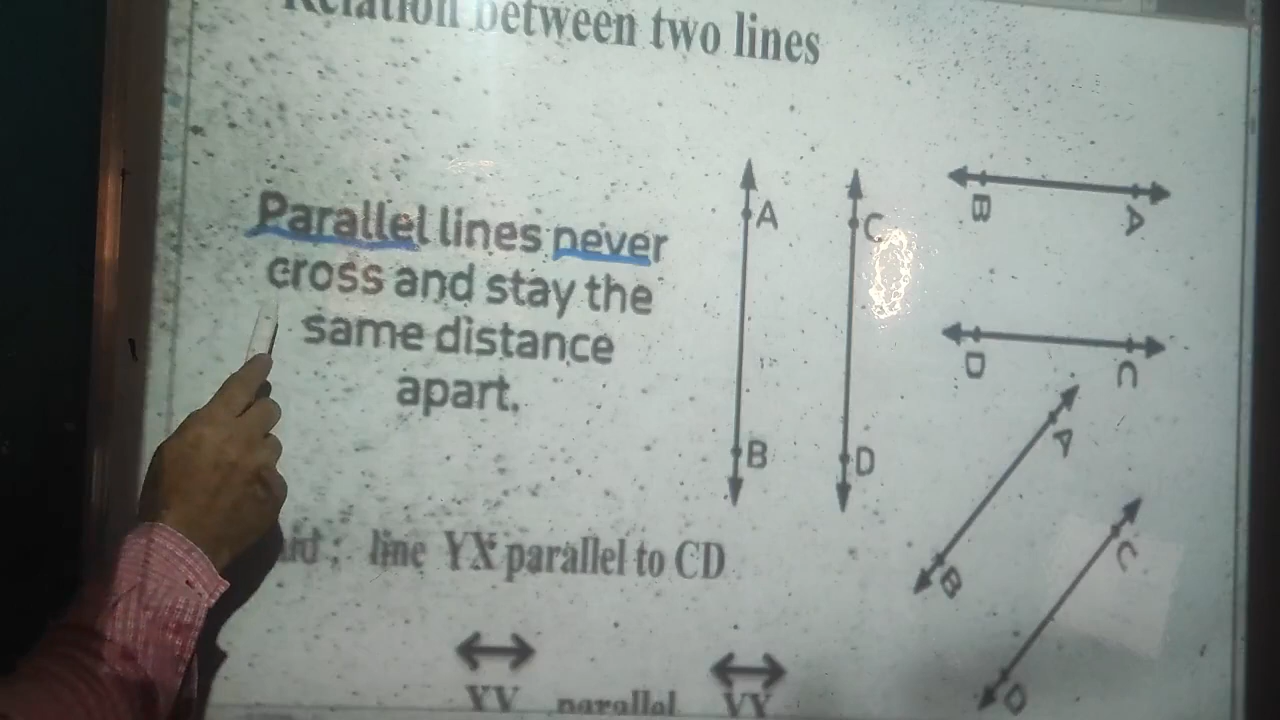 Relation between two lines
Parallel lines never
cross and stay the
same distance
apart.
A
B
C
D
B
A
D
C
A
B
C
D
line YX parallel to CD
parallel